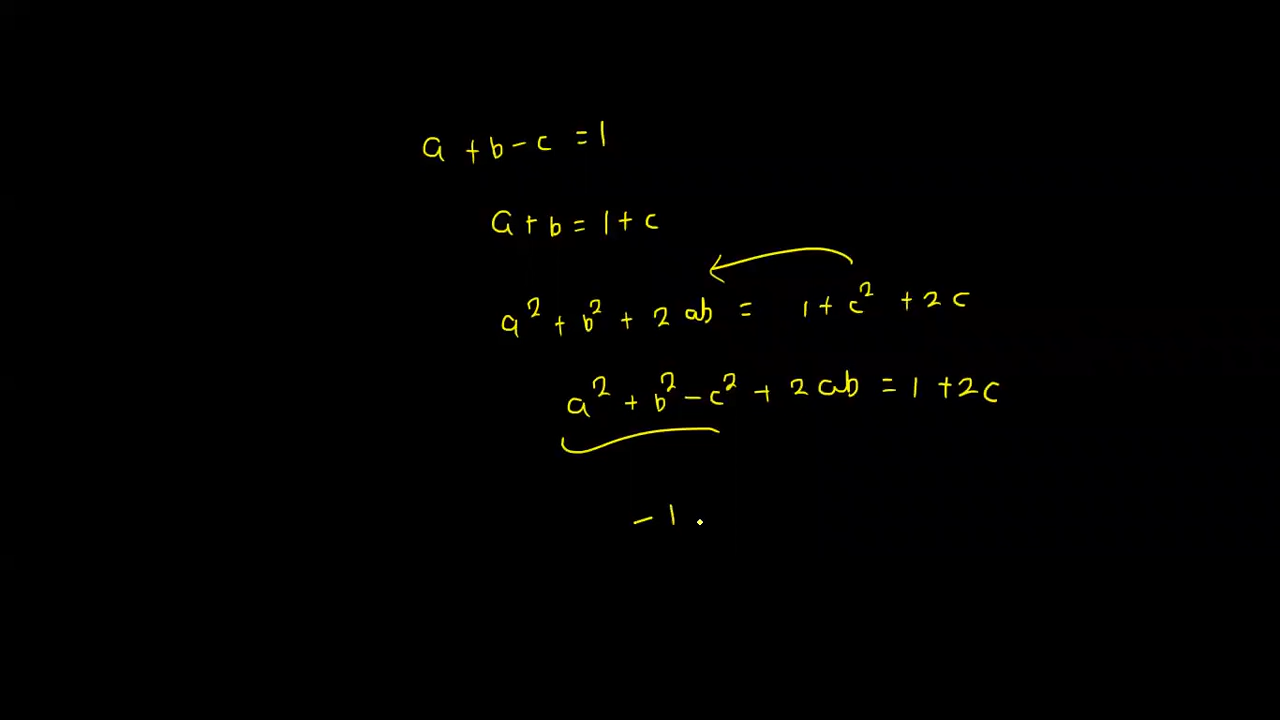 a + b - c = 1
a + b = 1 + c
a² + b² + 2ab = 1 + c² + 2c
a² + b² - c² + 2ab = 1 + 2c
- 1